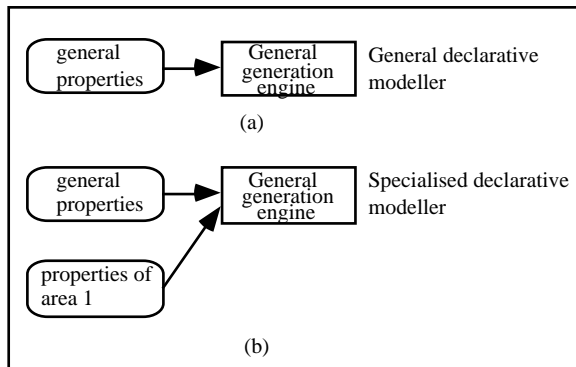 general
properties
General
generation
engine
General declarative
modeller
(a)
general
properties
General
generation
engine
Specialised declarative
modeller
properties of
area 1
(b)